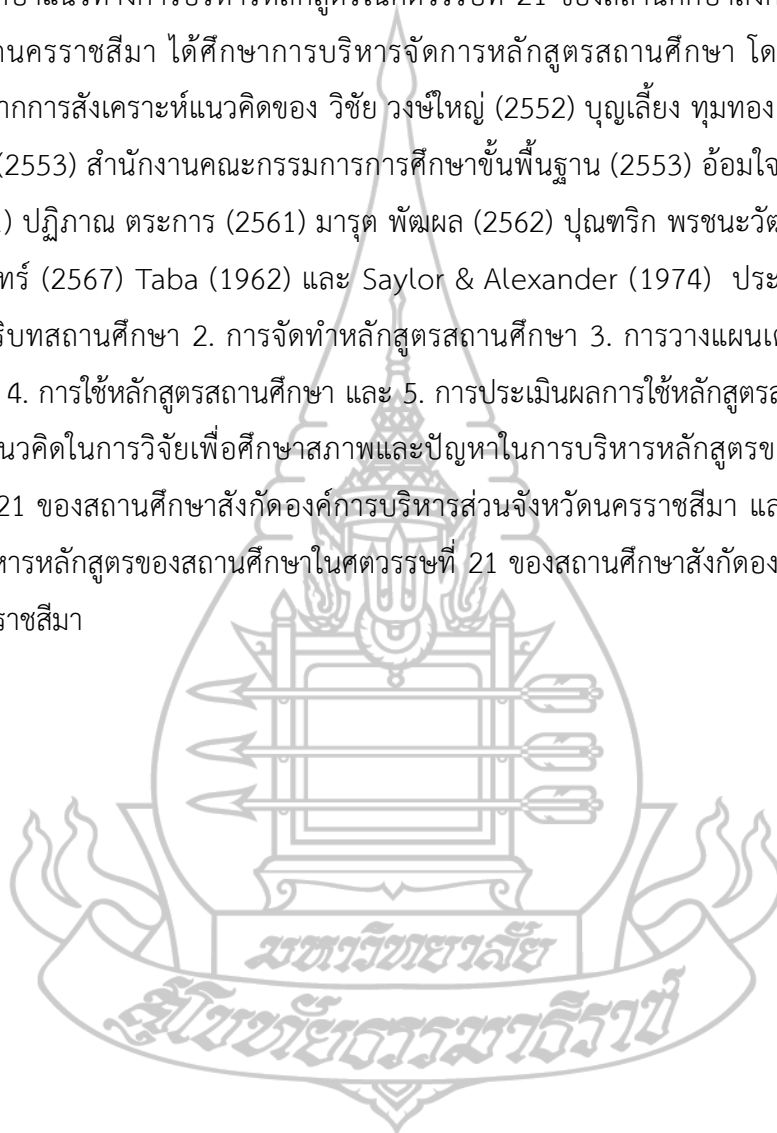 ของสถานศึกษาสังกั
นครราชสีมา ได้ศึกษาการบริหารจัดการหลักสูตรสถานศึกษา โด
ากการสังเคราะห์แนวคิดของ วิชัย วงษ์ใหญ่ (2552) บุญเลี้ยง ทุมทอง
(2553) สำนักงานคณะกรรมการการศึกษาขั้นพื้นฐาน (2553) อ้อมใจ
) ปฏิภาณ ตระการ (2561) มารุต พัฒผล (2562) ปุณฑริก พรชนะวัต
ทร์ (2567) Taba (1962) และ Saylor & Alexander (1974) ประ
ริบทสถานศึกษา 2. การจัดทำหลักสูตรสถานศึกษา 3. การวางแผน
4. การใช้หลักสูตรสถานศึกษา และ 5. การประเมินผลการใช้หลักสูตรส
นวคิดในการวิจัยเพื่อศึกษาสภาพและปัญหาในการบริหารหลักสูตรข
21 ของสถานศึกษาสังกัดองค์การบริหารส่วนจังหวัดนครราชสีมา แล
หารหลักสูตรของสถานศึกษาในศตวรรษที่ 21 ของสถานศึกษาสังกัดอง
ราชสีมา
มหาวิทยาลัย
สุโขทัยธรรมาธิราช